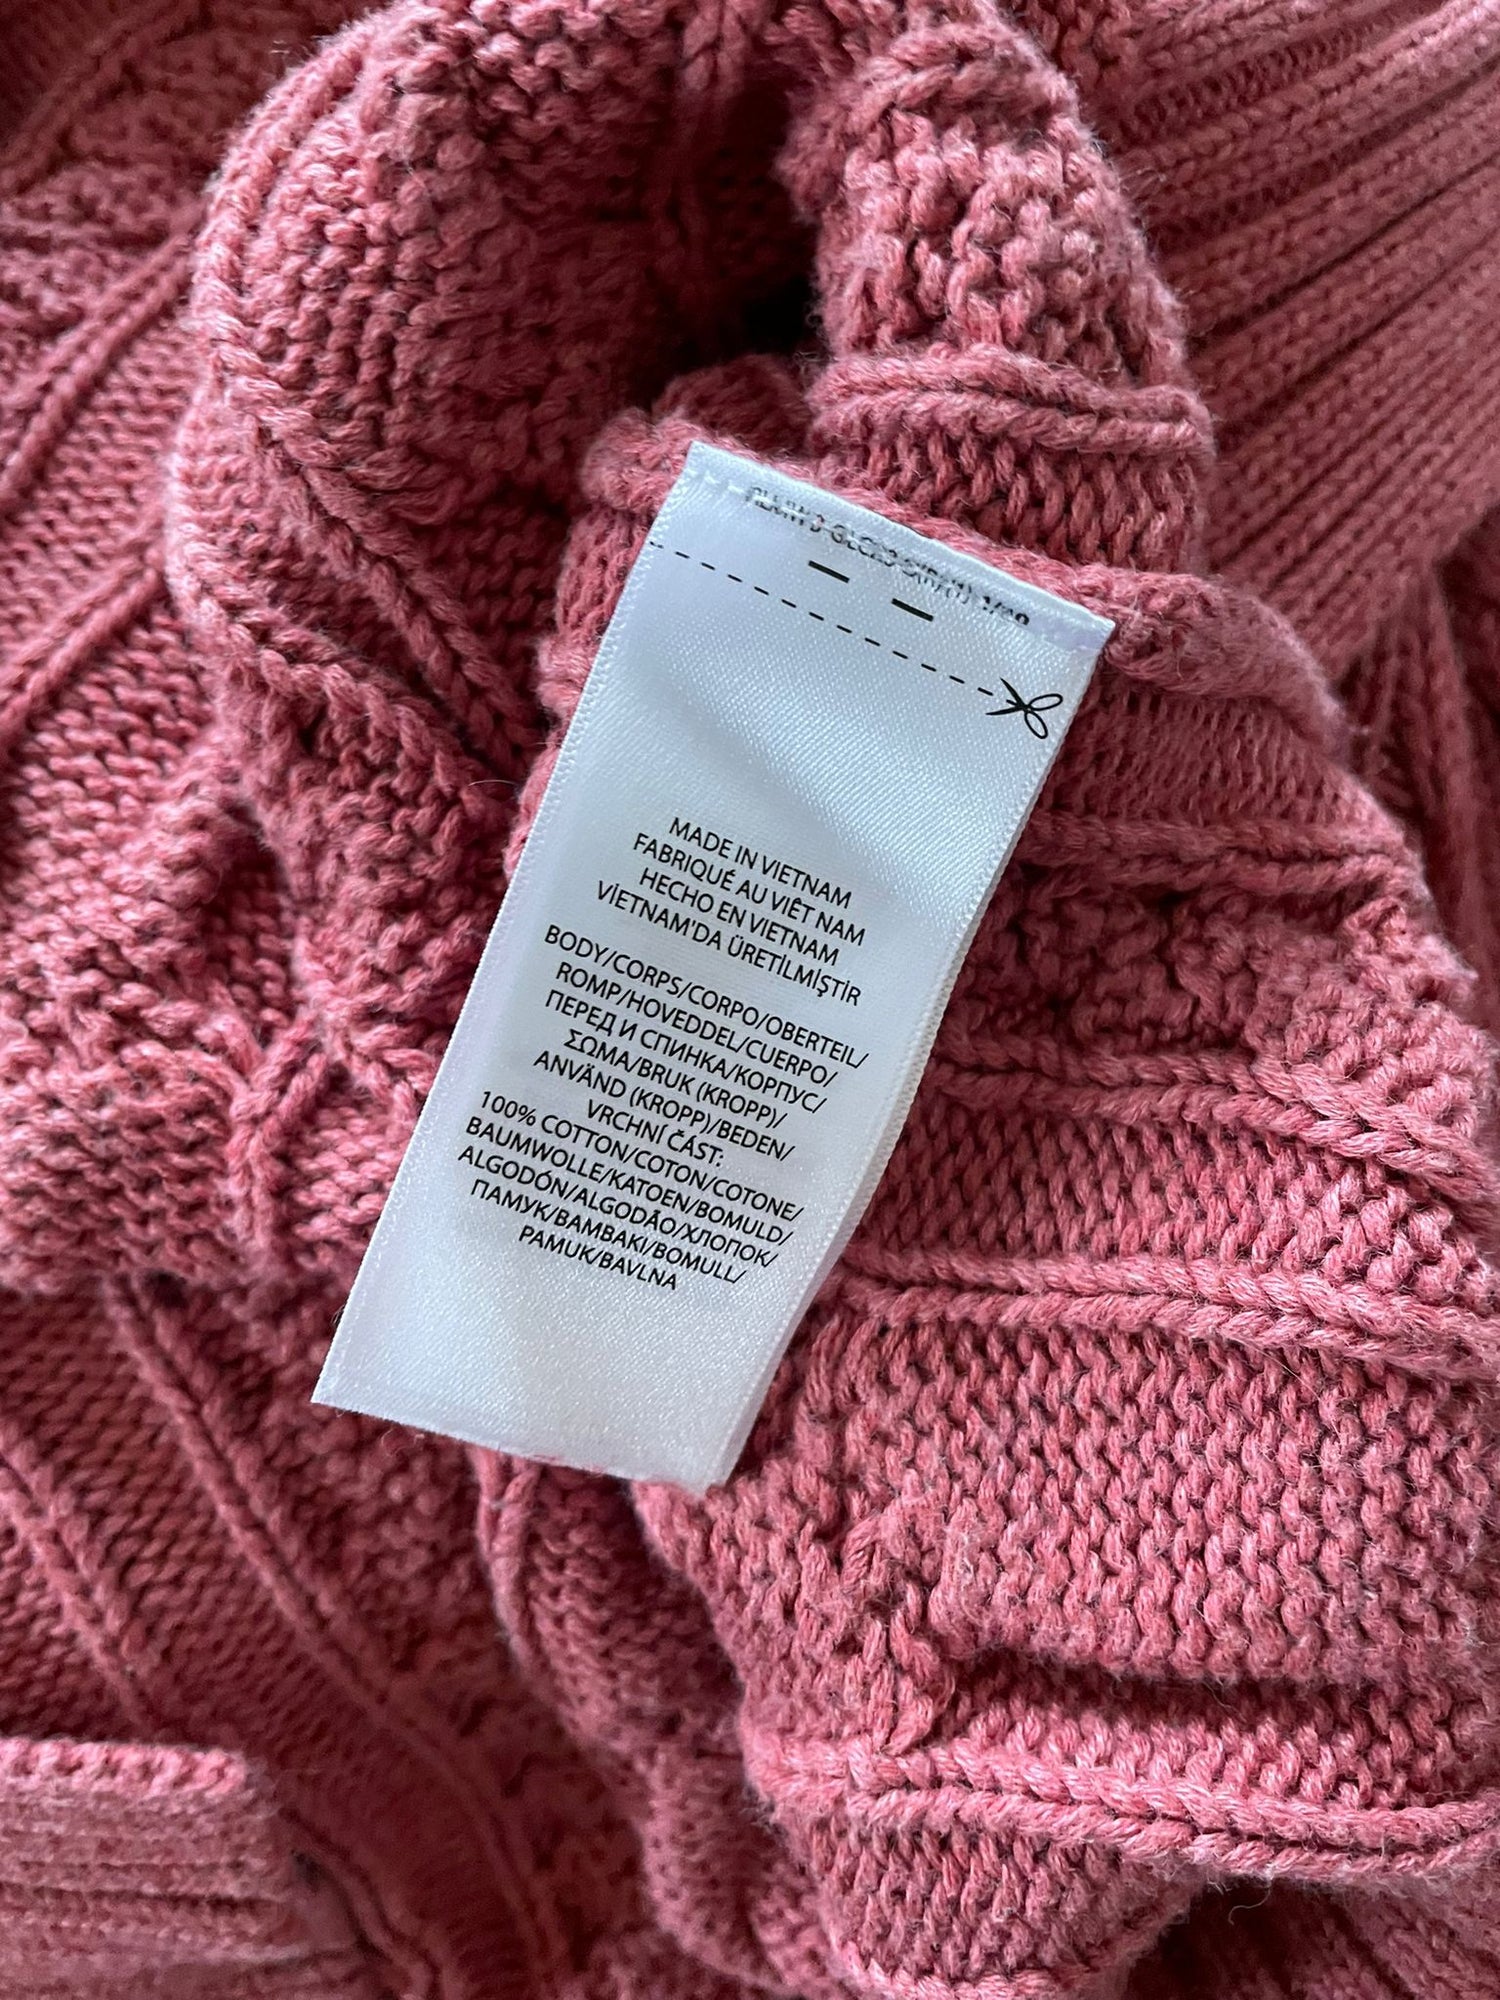 MADE IN VIETNAM
FABRIQUÉ AU VIÊT NAM
HECHO EN VIETNAM
VİETNAM'DA ÜRETİLMİŞTİR
BODY/CORPS/CORPO/OBERTEIL/
ROMP/HOVEDDEL/CUERPO/
ПЕРЕД И СПИНКА/КОРПУС/
ΣΩΜΑ/BRUK (KROPP)/
ANVÄND (KROPP)/BEDEN/
VRCHNÍ ČÁST:
100% COTTON/COTON/COTONE/
BAUMWOLLE/KATOEN/BOMULD/
ALGODÓN/ALGODÃO/ХЛОПОК/
ПАМУК/BAMBAKI/BOMULL/
PAMUK/BAVLNA